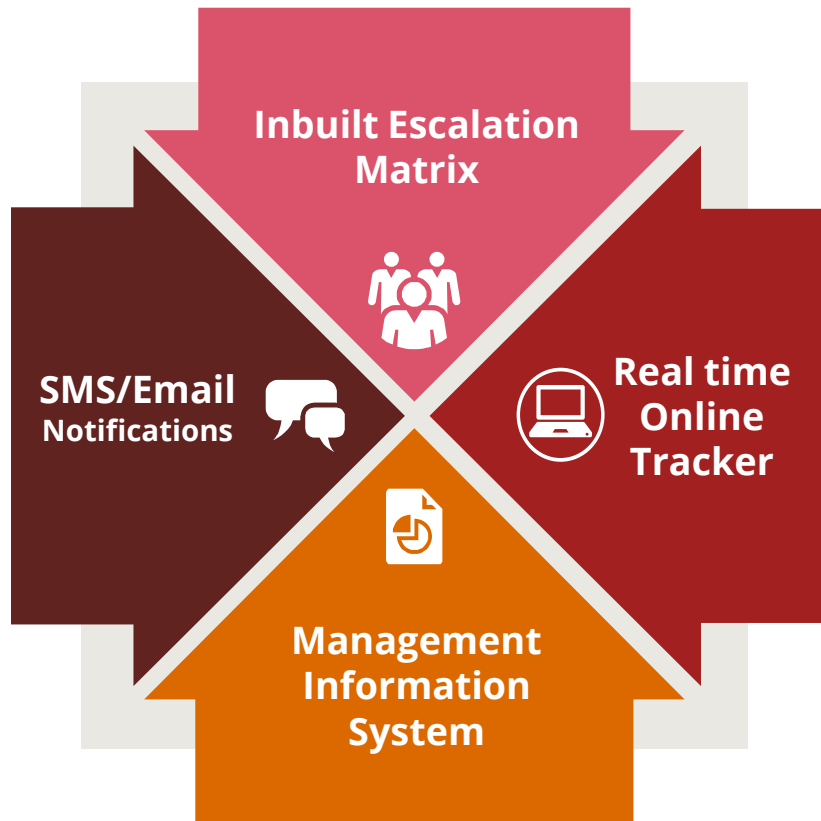 Inbuilt Escalation
Matrix
SMS/Email
Notifications
Real time
Online
Tracker
Management
Information
System